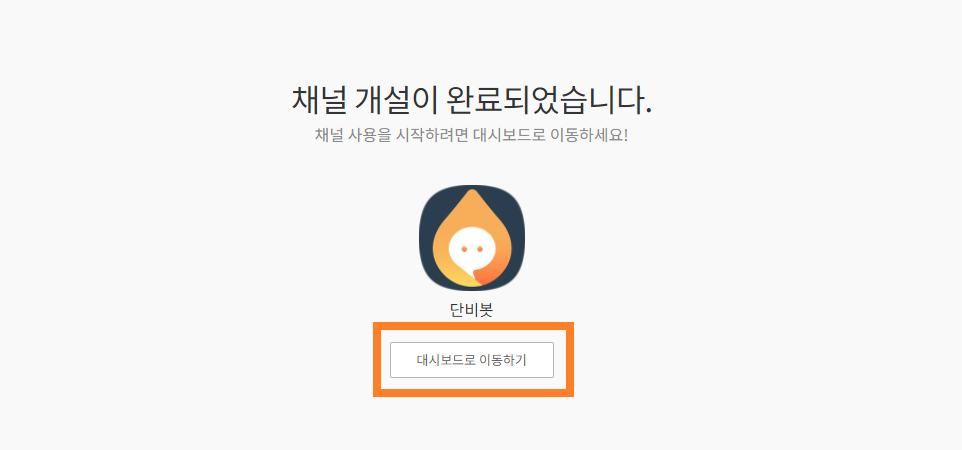 채널 개설이 완료되었습니다.
채널 사용을 시작하려면 대시보드로 이동하세요!
단비봇
대시보드로 이동하기